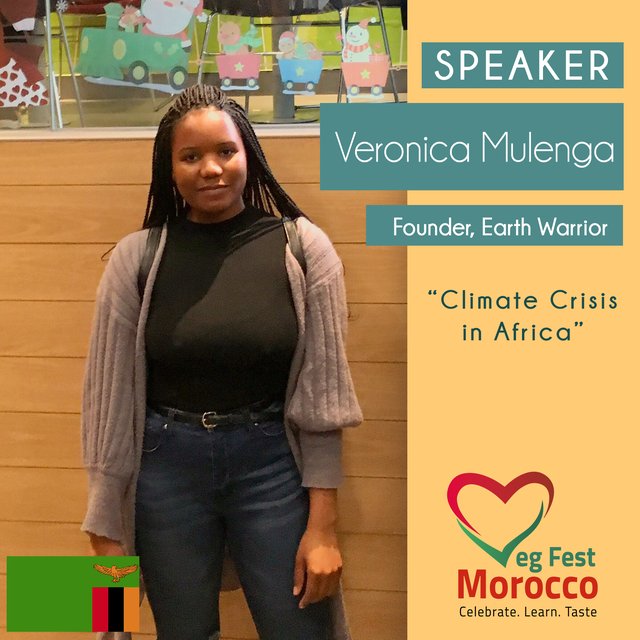 SPEAKER
Veronica Mulenga
Founder, Earth Warrior
“Climate Crisis
in Africa”
Veg Fest
Morocco
Celebrate. Learn. Taste